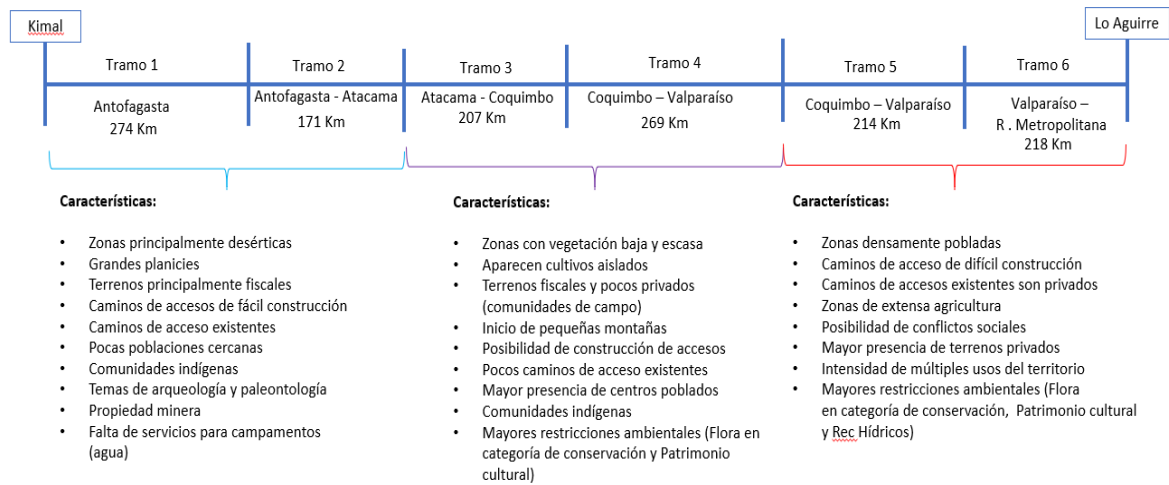 Kimal
Lo Aguirre
Tramo 1
Tramo 2
Tramo 3
Tramo 4
Tramo 5
Tramo 6
Antofagasta
274 Km
Antofagasta - Atacama
171 Km
Atacama - Coquimbo
207 Km
Coquimbo – Valparaíso
269 Km
Coquimbo – Valparaíso
214 Km
Valparaíso –
R . Metropolitana
218 Km
Características:
• Zonas principalmente desérticas
• Grandes planicies
• Terrenos principalmente fiscales
• Caminos de accesos de fácil construcción
• Caminos de acceso existentes
• Pocas poblaciones cercanas
• Comunidades indígenas
• Temas de arqueología y paleontología
• Propiedad minera
• Falta de servicios para campamentos
(agua)
Características:
• Zonas con vegetación baja y escasa
• Aparecen cultivos aislados
• Terrenos fiscales y pocos privados
(comunidades de campo)
• Inicio de pequeñas montañas
• Posibilidad de construcción de accesos
• Pocos caminos de acceso existentes
• Mayor presencia de centros poblados
• Comunidades indígenas
• Mayores restricciones ambientales (Flora en
categoría de conservación y Patrimonio
cultural)
Características:
• Zonas densamente pobladas
• Caminos de acceso de difícil construcción
• Caminos de accesos existentes son privados
• Zonas de extensa agricultura
• Posibilidad de conflictos sociales
• Mayor presencia de terrenos privados
• Intensidad de múltiples usos del territorio
• Mayores restricciones ambientales (Flora
en categoría de conservación, Patrimonio cultural
y Rec Hídricos)